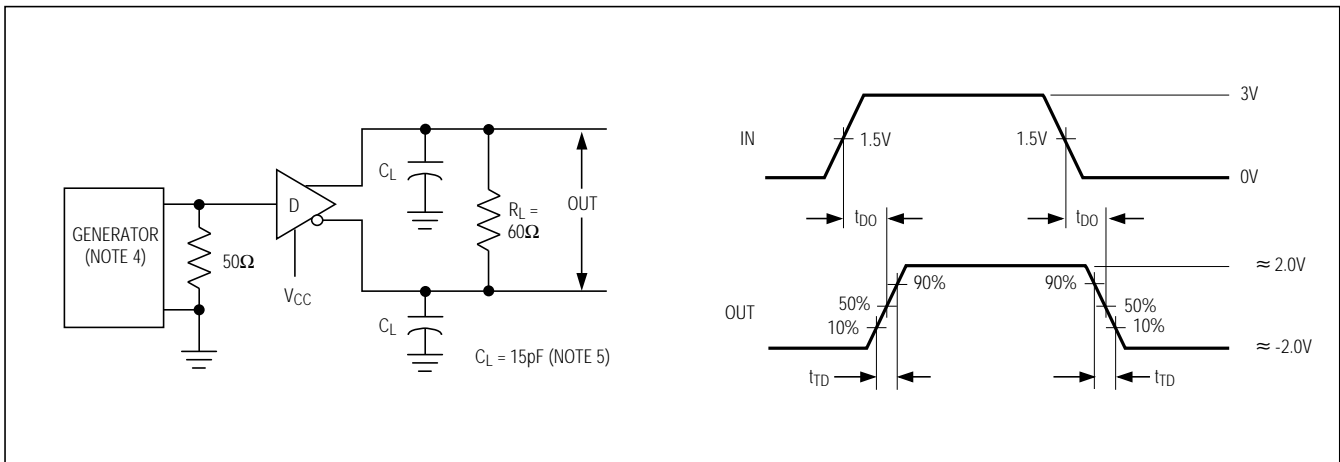 GENERATOR
(NOTE 4)
50Ω
D
VCC
CL
CL
RL =
60Ω
OUT
CL = 15pF (NOTE 5)
IN
1.5V
1.5V
3V
0V
tDO
tDO
OUT
90%
50%
10%
90%
50%
10%
≈ 2.0V
≈ -2.0V
tTD
tTD